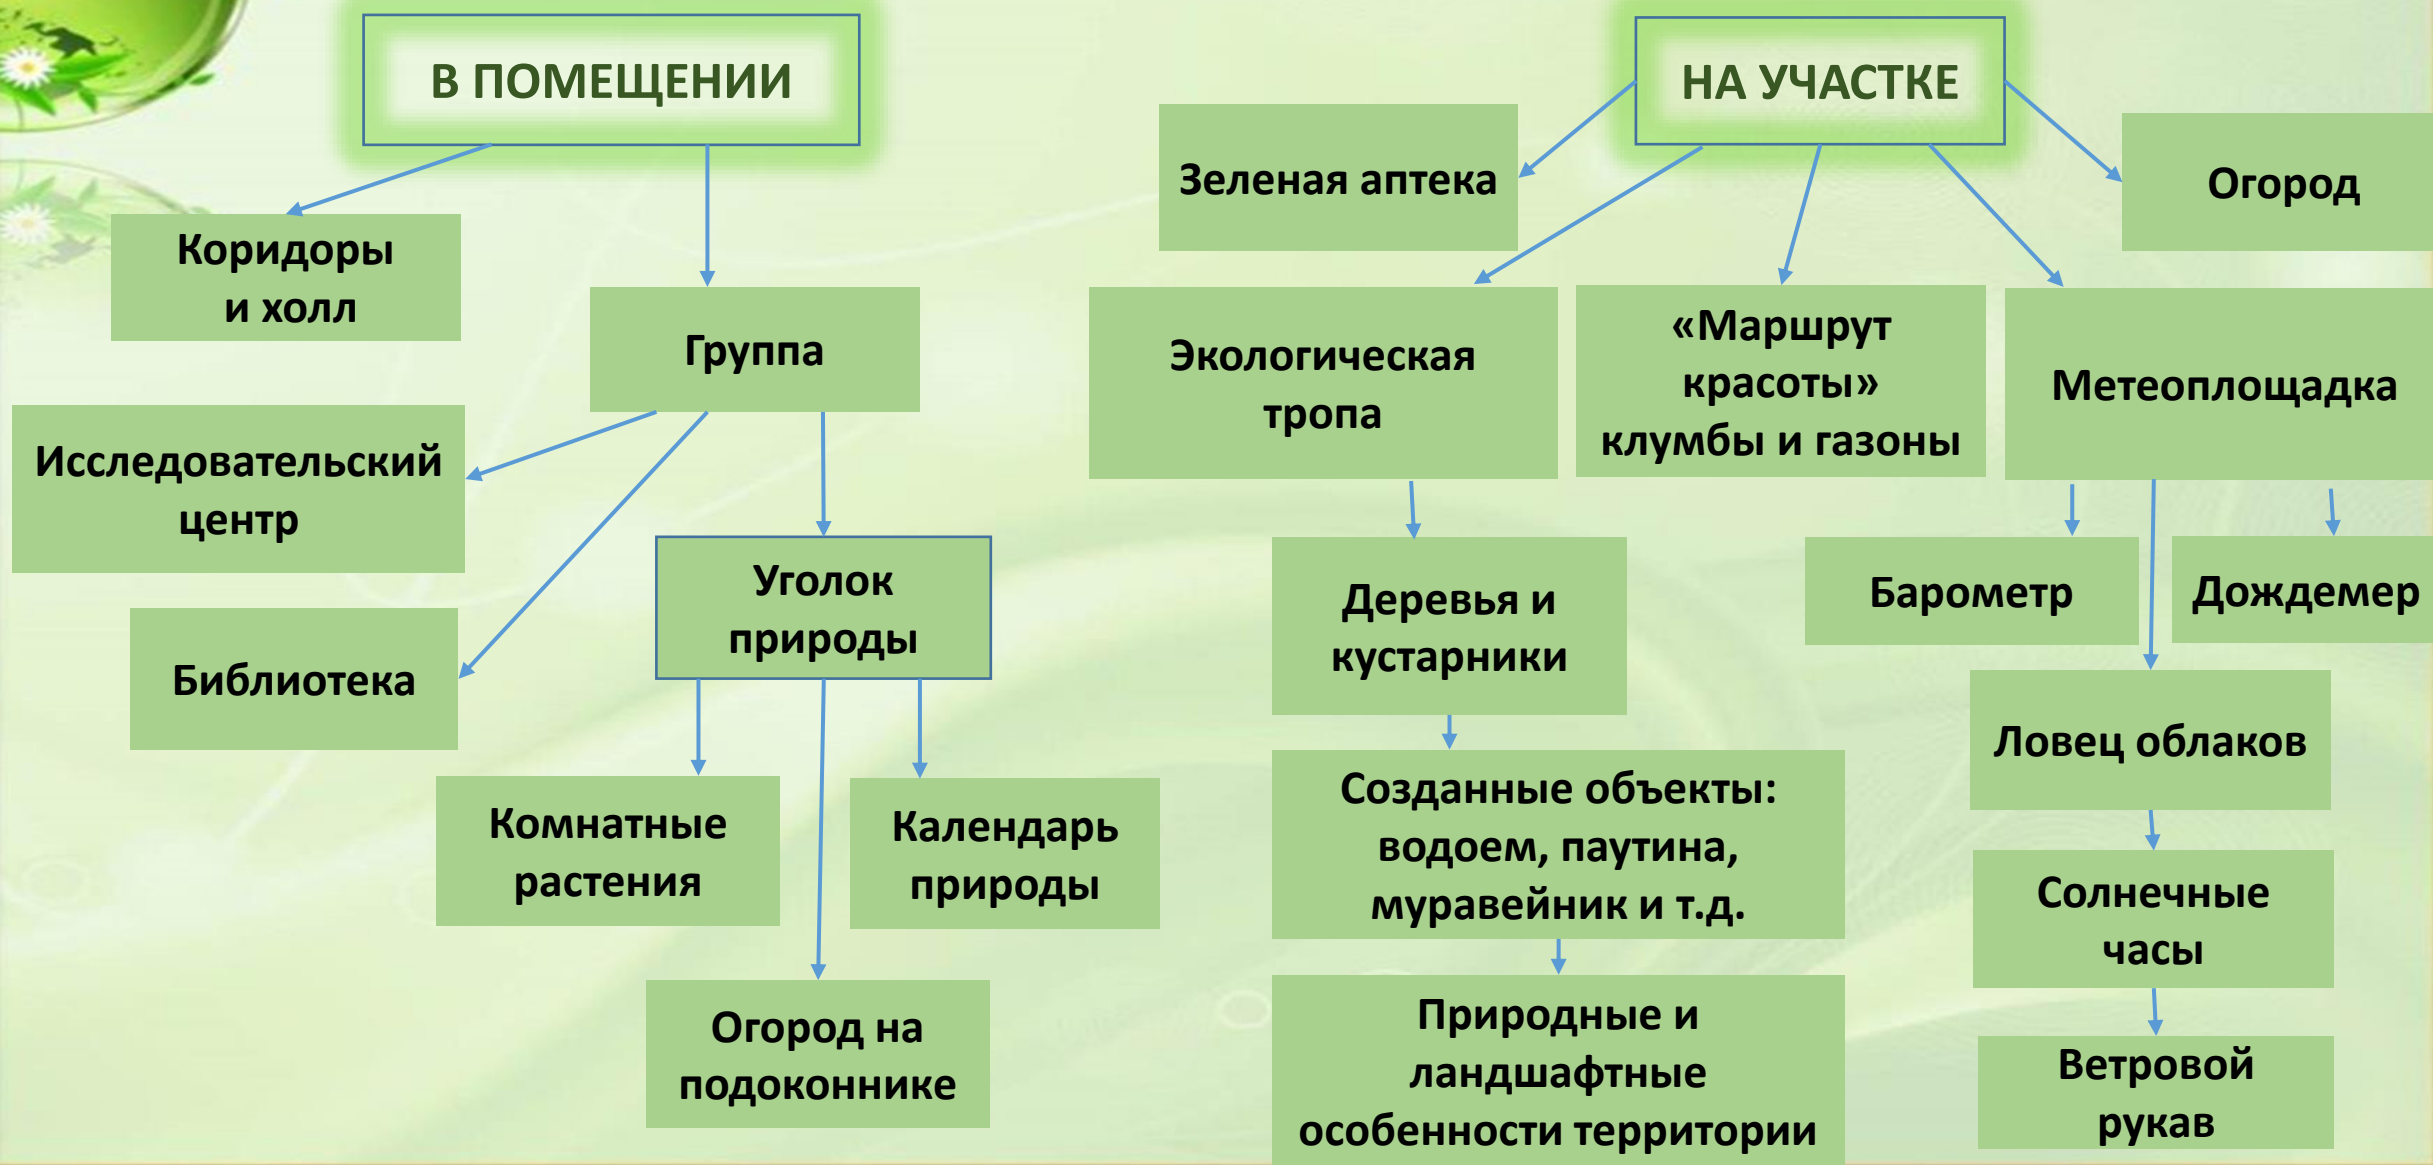 В ПОМЕЩЕНИИ
Коридоры
и холл
Группа
Исследовательский
центр
Библиотека
Уголок
природы
Комнатные
растения
Календарь
природы
Огород на
подоконнике
НА УЧАСТКЕ
Зеленая аптека
Огород
Экологическая
тропа
«Маршрут
красоты»
клумбы и газоны
Метеоплощадка
Деревья и
кустарники
Созданные объекты:
водоем, паутина,
муравейник и т.д.
Природные и
ландшафтные
особенности территории
Барометр
Дождемер
Ловец облаков
Солнечные
часы
Ветровой
рукав